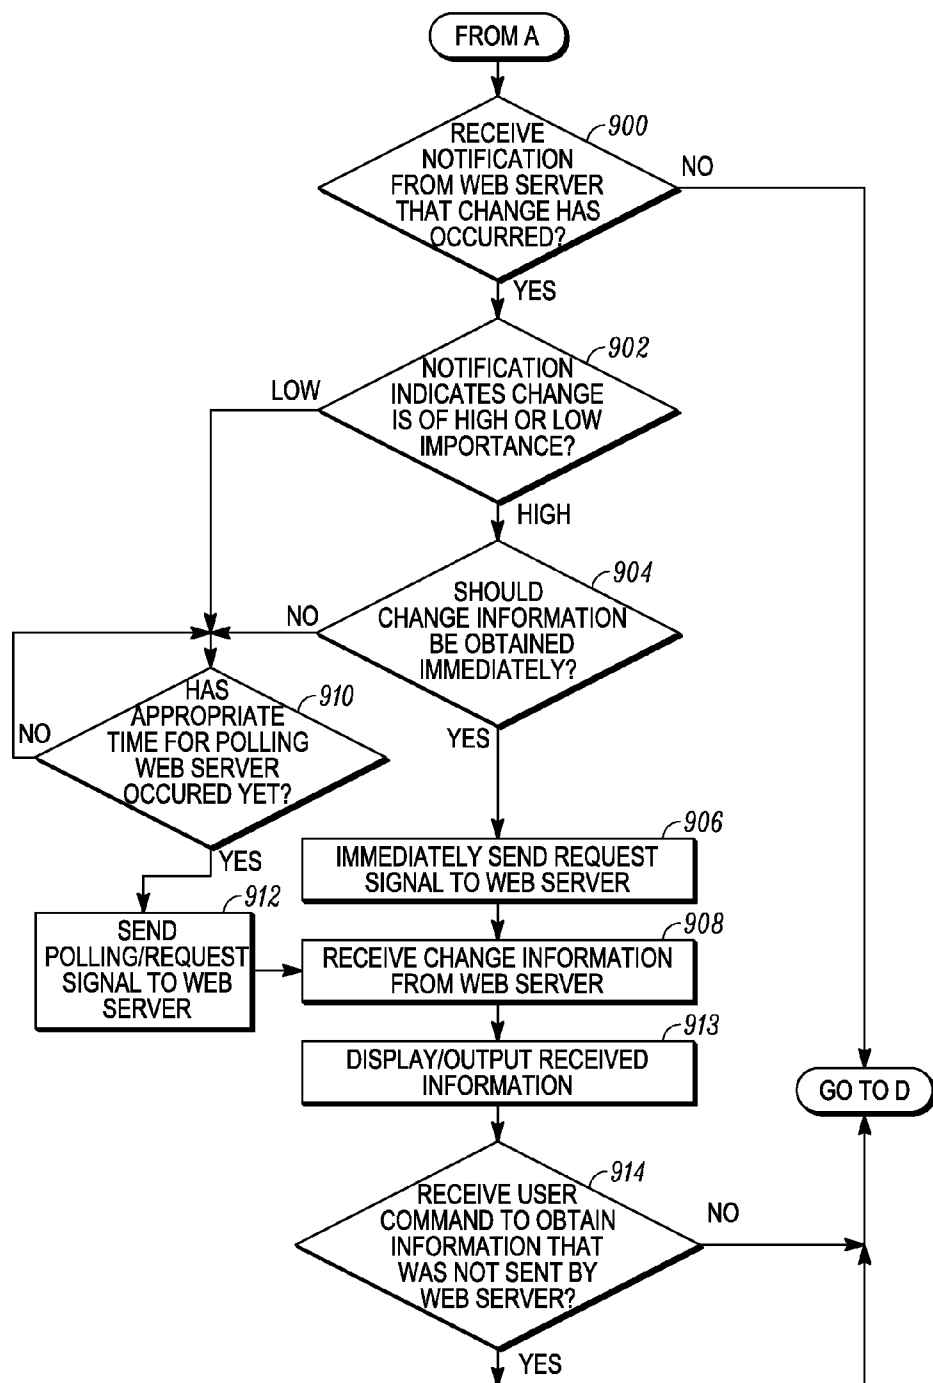 FROM A
900
RECEIVE
NOTIFICATION
FROM WEB SERVER
THAT CHANGE HAS
OCCURRED?
NO
YES
902
NOTIFICATION
INDICATES CHANGE
IS OF HIGH OR LOW
IMPORTANCE?
LOW
HIGH
904
SHOULD
CHANGE INFORMATION
BE OBTAINED
IMMEDIATELY?
NO
YES
910
HAS
APPROPRIATE
TIME FOR POLLING
WEB SERVER
OCCURED YET?
NO
YES
906
IMMEDIATELY SEND REQUEST
SIGNAL TO WEB SERVER
912
SEND
POLLING/REQUEST
SIGNAL TO WEB
SERVER
908
RECEIVE CHANGE INFORMATION
FROM WEB SERVER
913
DISPLAY/OUTPUT RECEIVED
INFORMATION
GO TO D
914
RECEIVE USER
COMMAND TO OBTAIN
INFORMATION THAT
WAS NOT SENT BY
WEB SERVER?
NO
YES